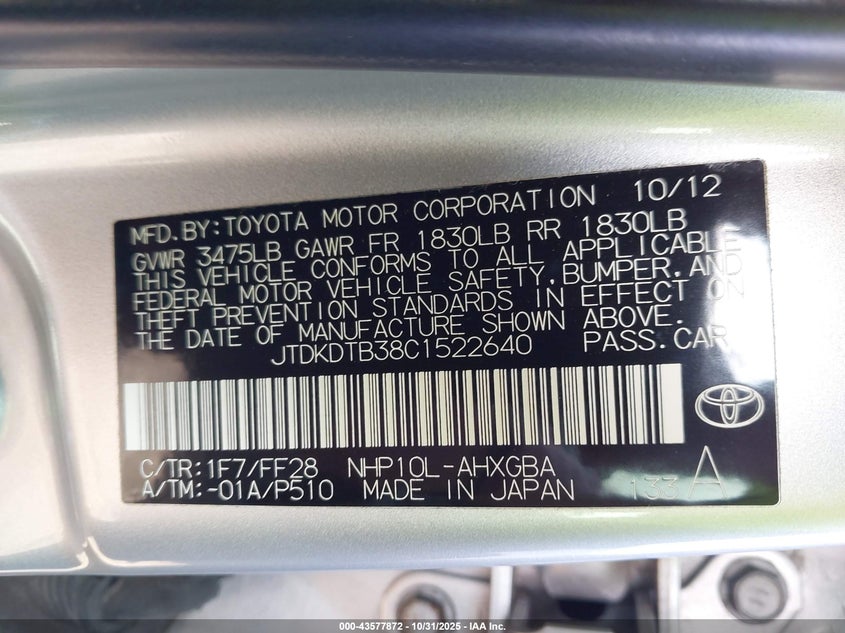 MFD.BY:TOYOTA MOTOR CORPORATION 10/12
GVWR 3475LB GAWR FR 1830LB RR 1830LB
THIS VEHICLE CONFORMS TO ALL APPLICABLE
FEDERAL MOTOR VEHICLE SAFETY,BUMPER,AND
THEFT PREVENTION STANDARDS IN EFFECT ON
THE DATE OF MANUFACTURE SHOWN ABOVE.
JTDKDTB38C1522640 PASS.CAR
C/TR:1F7/FF28 NHP10L-AHXGBA
A/TM:-01A/P510 MADE IN JAPAN 133 A
000-43577872 - 10/31/2025 - IAA Inc.